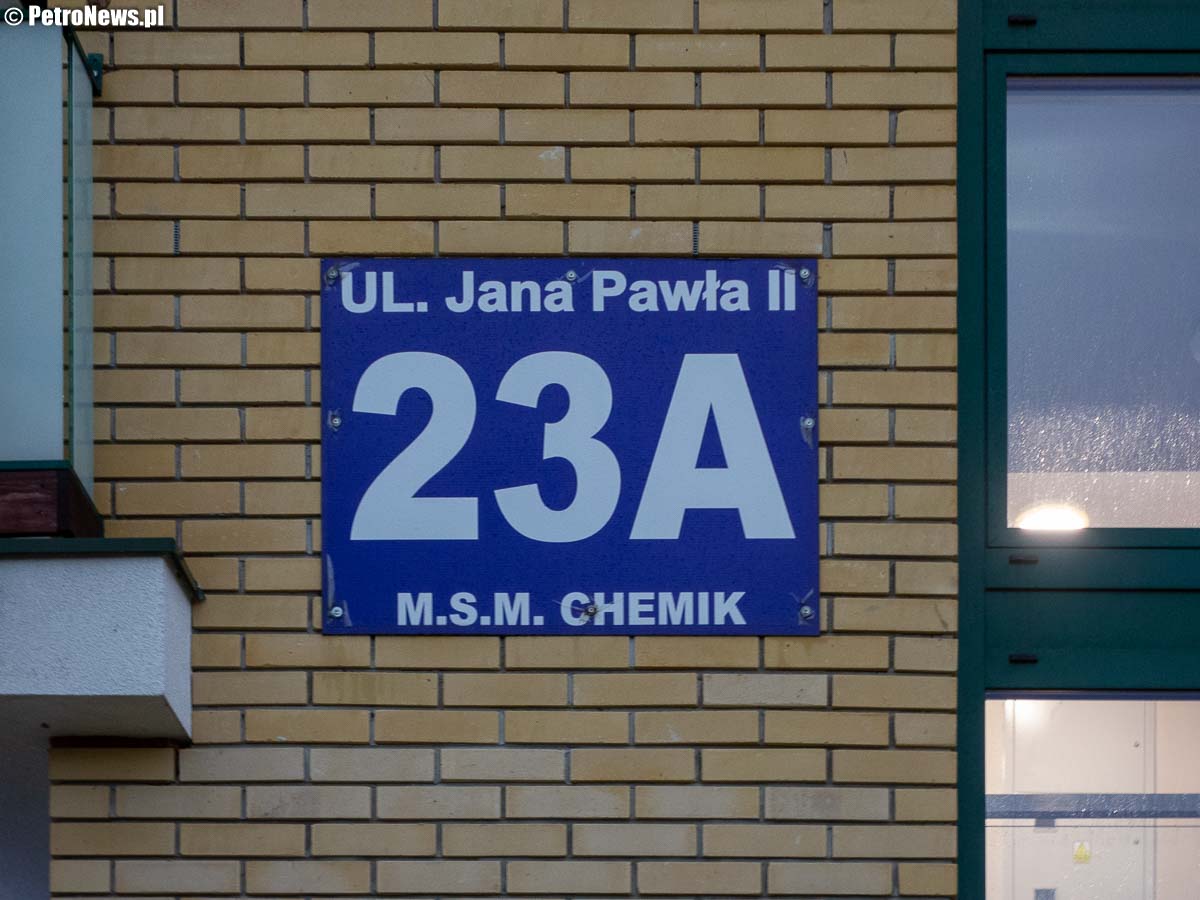 © PetroNews.pl
UL. Jana Pawła II
23A
M.S.M. CHEMIK